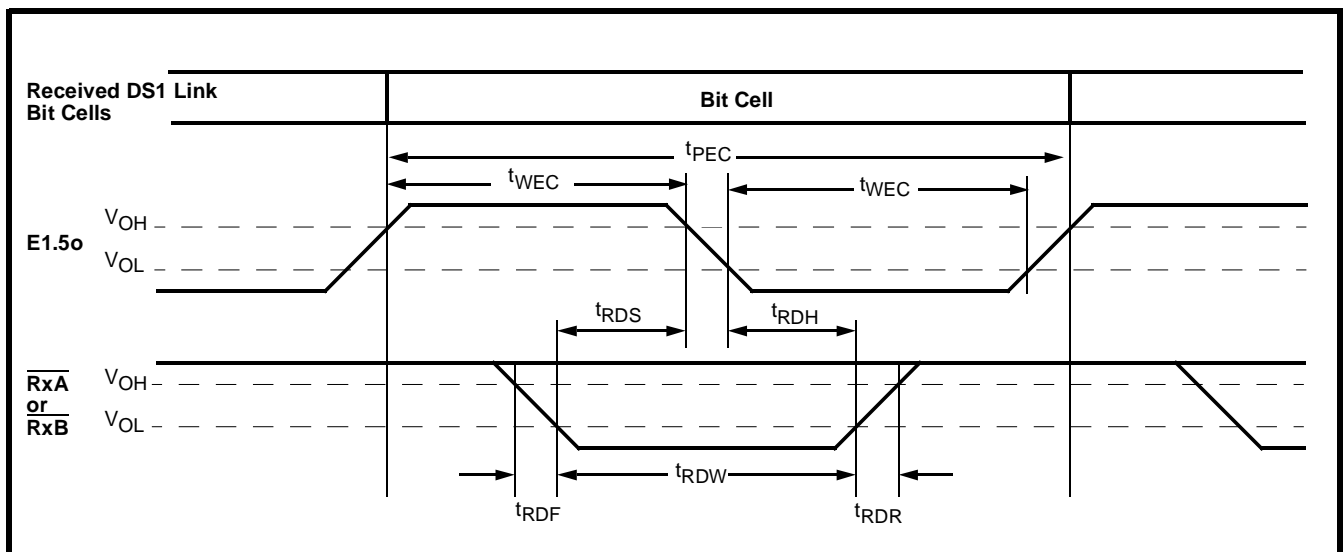 Received DS1 Link
Bit Cells
Bit Cell
tPEC
tWEC
tWEC
VOH
E1.5o
VOL
tRDS
tRDH
RxA
or
RxB
VOH
VOL
tRDW
tRDF
tRDR